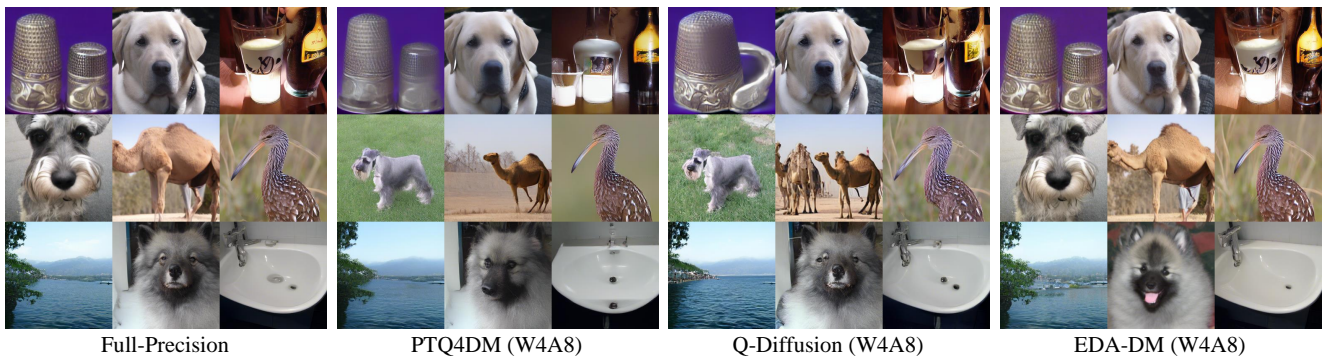 Full-Precision
PTQ4DM (W4A8)
Q-Diffusion (W4A8)
EDA-DM (W4A8)